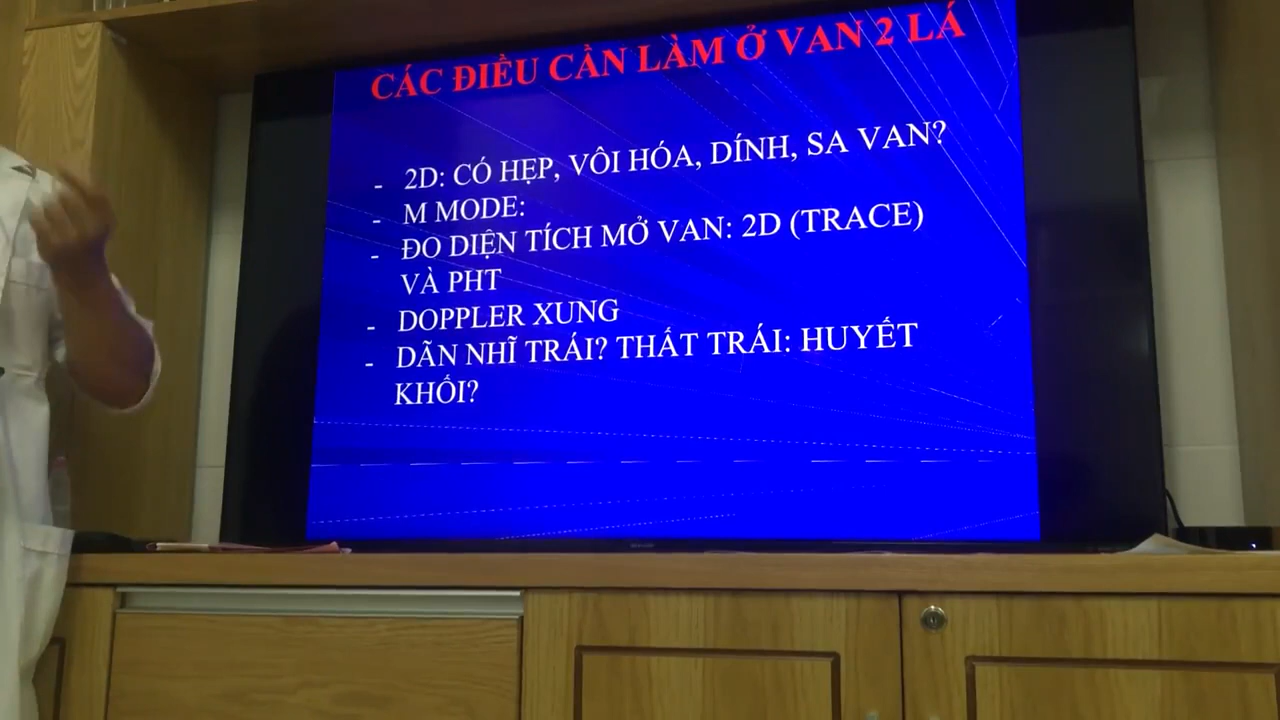 CÁC ĐIỀU CẦN LÀM Ở VAN 2 LÁ
- 2D: CÓ HẸP, VÔI HÓA, DÍNH, SA VAN?
- M MODE:
- ĐO DIỆN TÍCH MỞ VAN: 2D (TRACE)
VÀ PHT
- DOPPLER XUNG
- DÃN NHĨ TRÁI? THẤT TRÁI: HUYẾT
KHỐI?